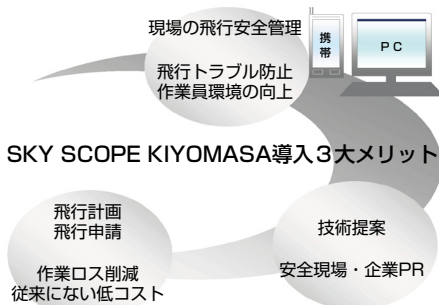 現場の飛行安全管理
飛行トラブル防止
作業員環境の向上
携
帯
PC
SKY SCOPE KIYOMASA導入3大メリット
飛行計画
飛行申請
作業ロス削減
従来にない低コスト
技術提案
安全現場・企業PR